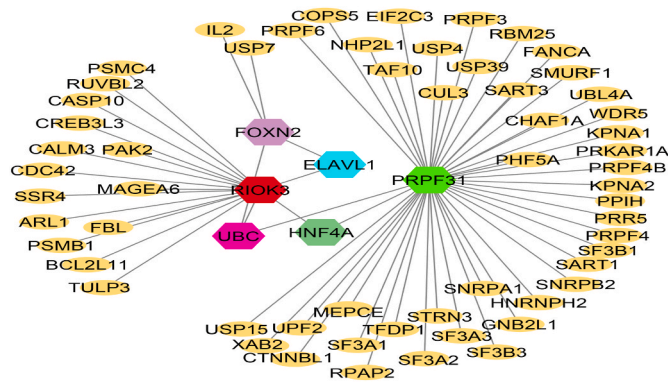 COPS5
EIF2C3
IL2
PRPF6
PRPF3
USP7
NHP2L1
USP4
RBM25
FANCA
PSMC4
TAF10
USP39
SMURF1
RUVBL2
CUL3
SART3
UBL4A
CASP10
CREB3L3
FOXN2
CHAF1A
WDR5
KPNA1
CALM3
PAK2
PRKAR1A
CDC42
ELAVL1
PHF5A
PRPF4B
SSR4
MAGEA6
RIOK3
PRPF31
KPNA2
PPIH
ARL1
FBL
PRR5
PSMB1
UBC
HNF4A
PRPF4
SF3B1
BCL2L11
SART1
TULP3
SNRPA1
SNRPB2
HNRNPH2
MEPCE
STRN3
GNB2L1
USP15
UPF2
TFDP1
XAB2
SF3A1
SF3A3
CTNNBL1
SF3A2
SF3B3
RPAP2